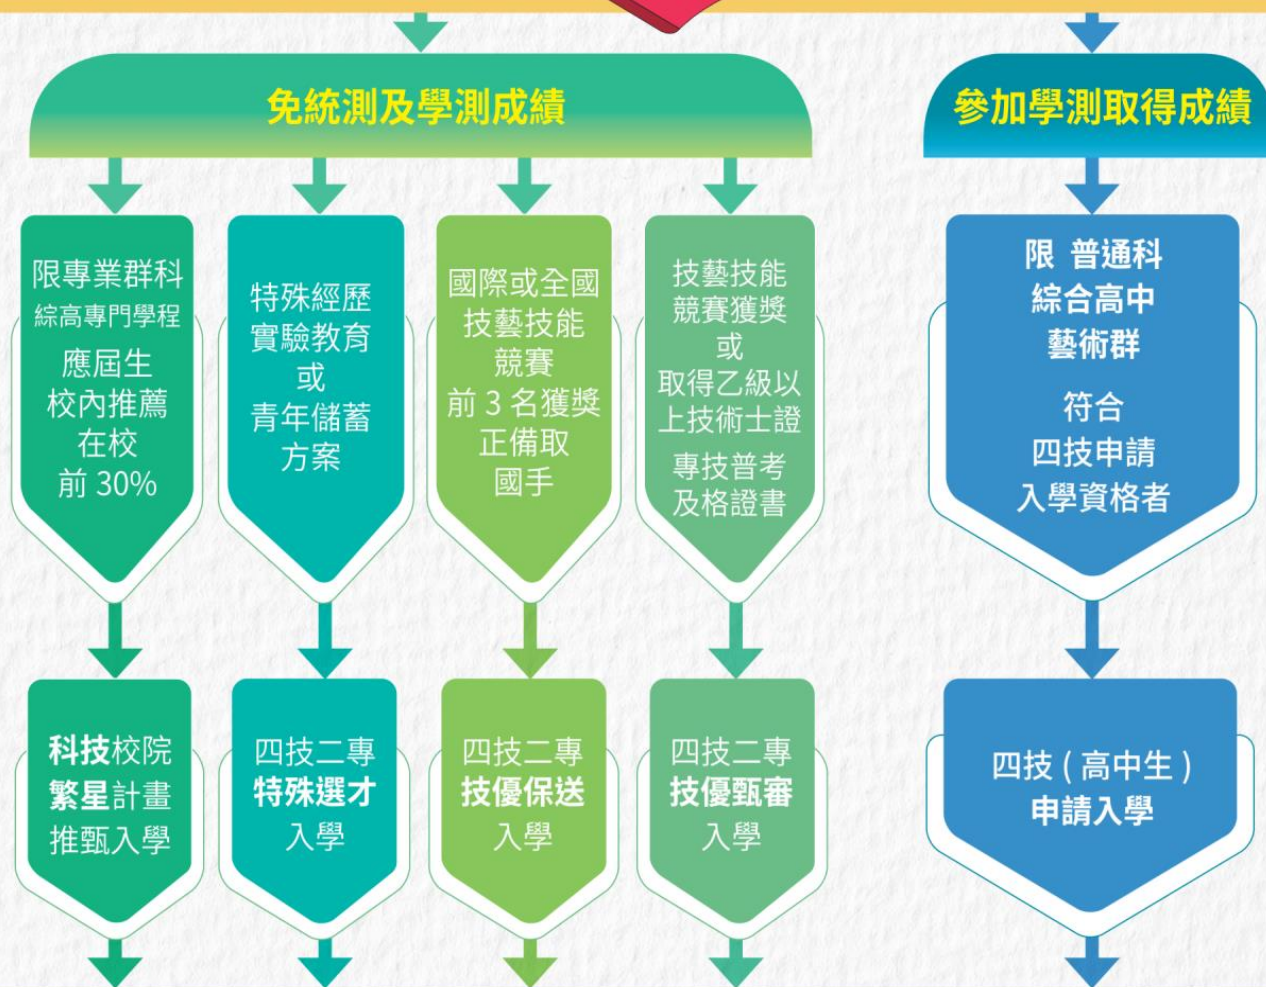 免統測及學測成績
參加學測取得成績
限專業群科
綜高專門學程
應屆生
校內推薦
在校
前 30%
特殊經歷
實驗教育
或
青年儲蓄
方案
國際或全國
技藝技能
競賽
前 3 名獲獎
正備取
國手
技藝技能
競賽獲獎
或
取得乙級以
上技術士證
專技普考
及格證書
限 普通科
綜合高中
藝術群
符合
四技申請
入學資格者
科技校院
繁星計畫
推甄入學
四技二專
特殊選才
入學
四技二專
技優保送
入學
四技二專
技優甄審
入學
四技 ( 高中生 )
申請入學